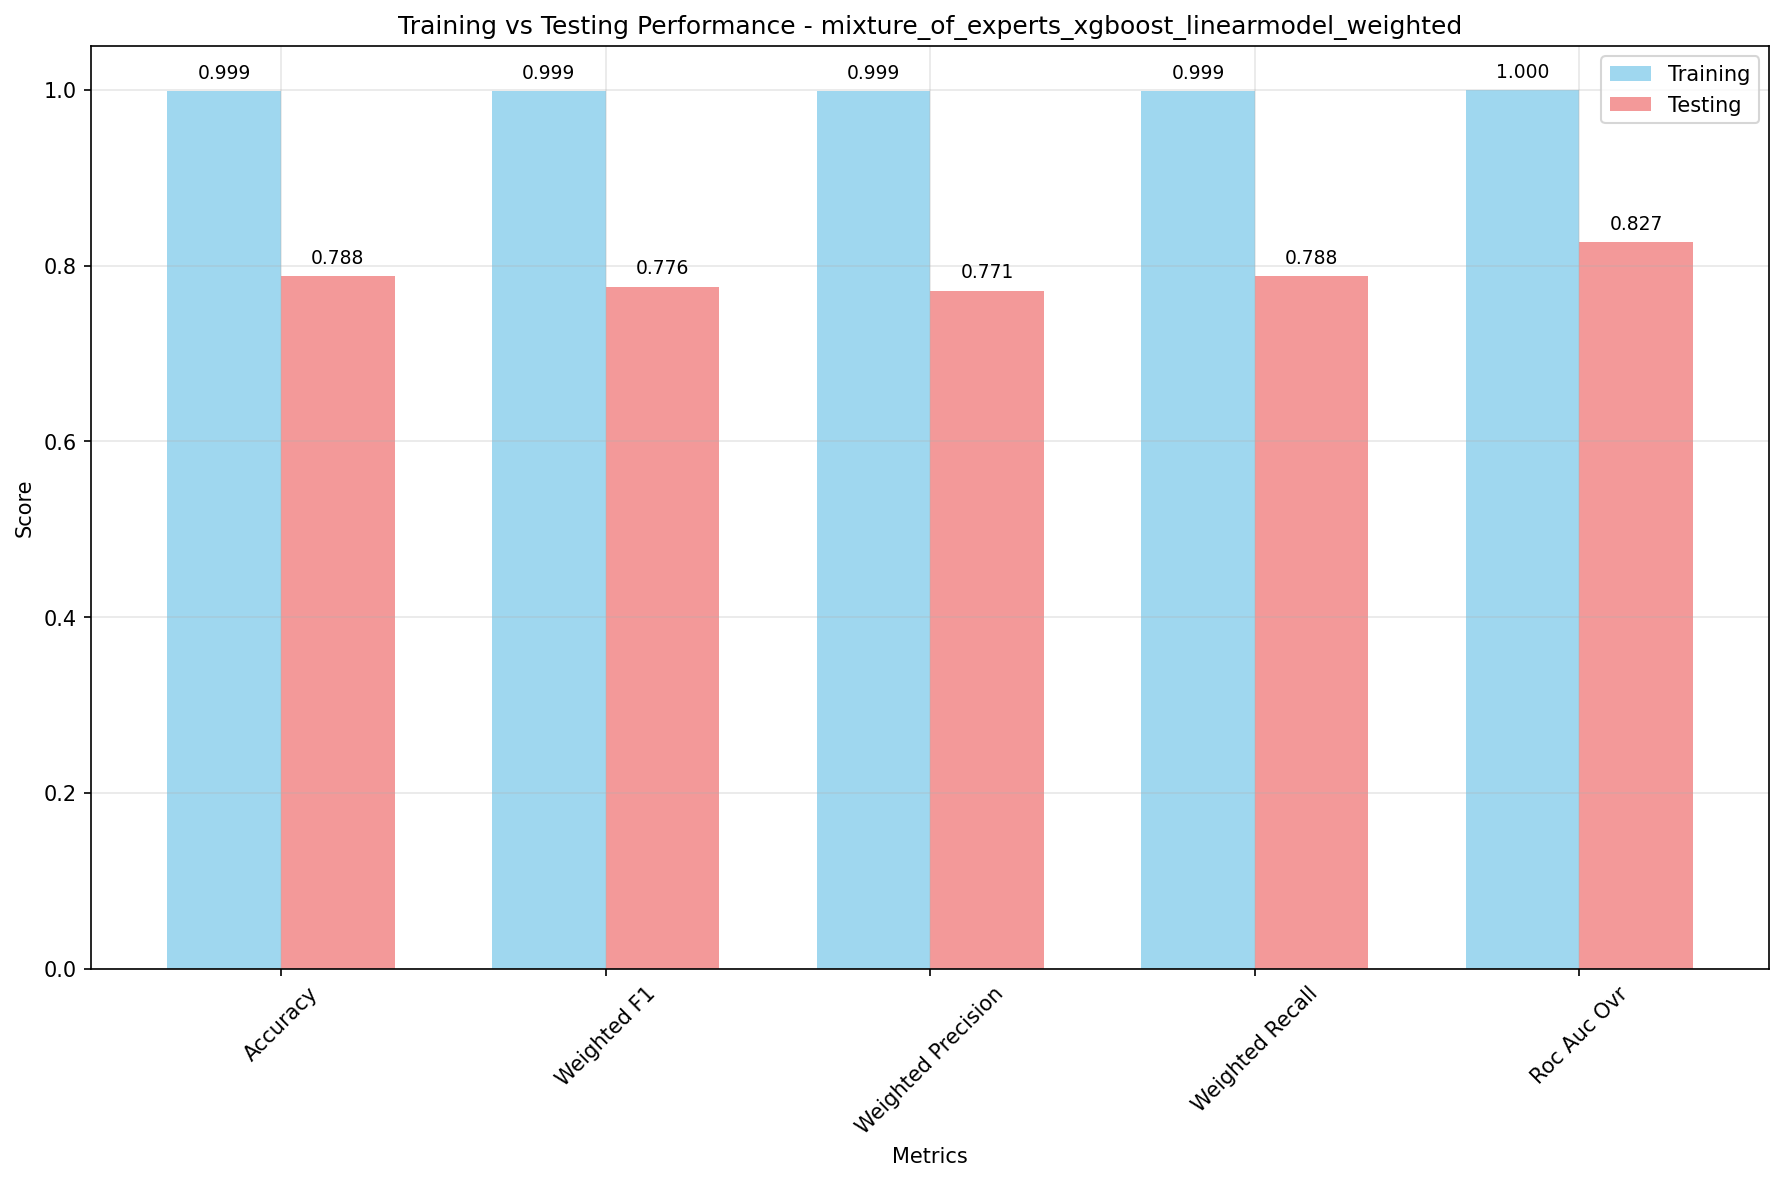 Training vs Testing Performance - mixture_of_experts_xgboost_linearmodel_weighted
0.999
0.999
0.999
0.999
1.000
Training
Testing
0.788
0.776
0.771
0.788
0.827
1.0
0.8
0.6
0.4
0.2
0.0
Score
Accuracy
Weighted F1
Weighted Precision
Weighted Recall
Roc Auc Ovr
Metrics